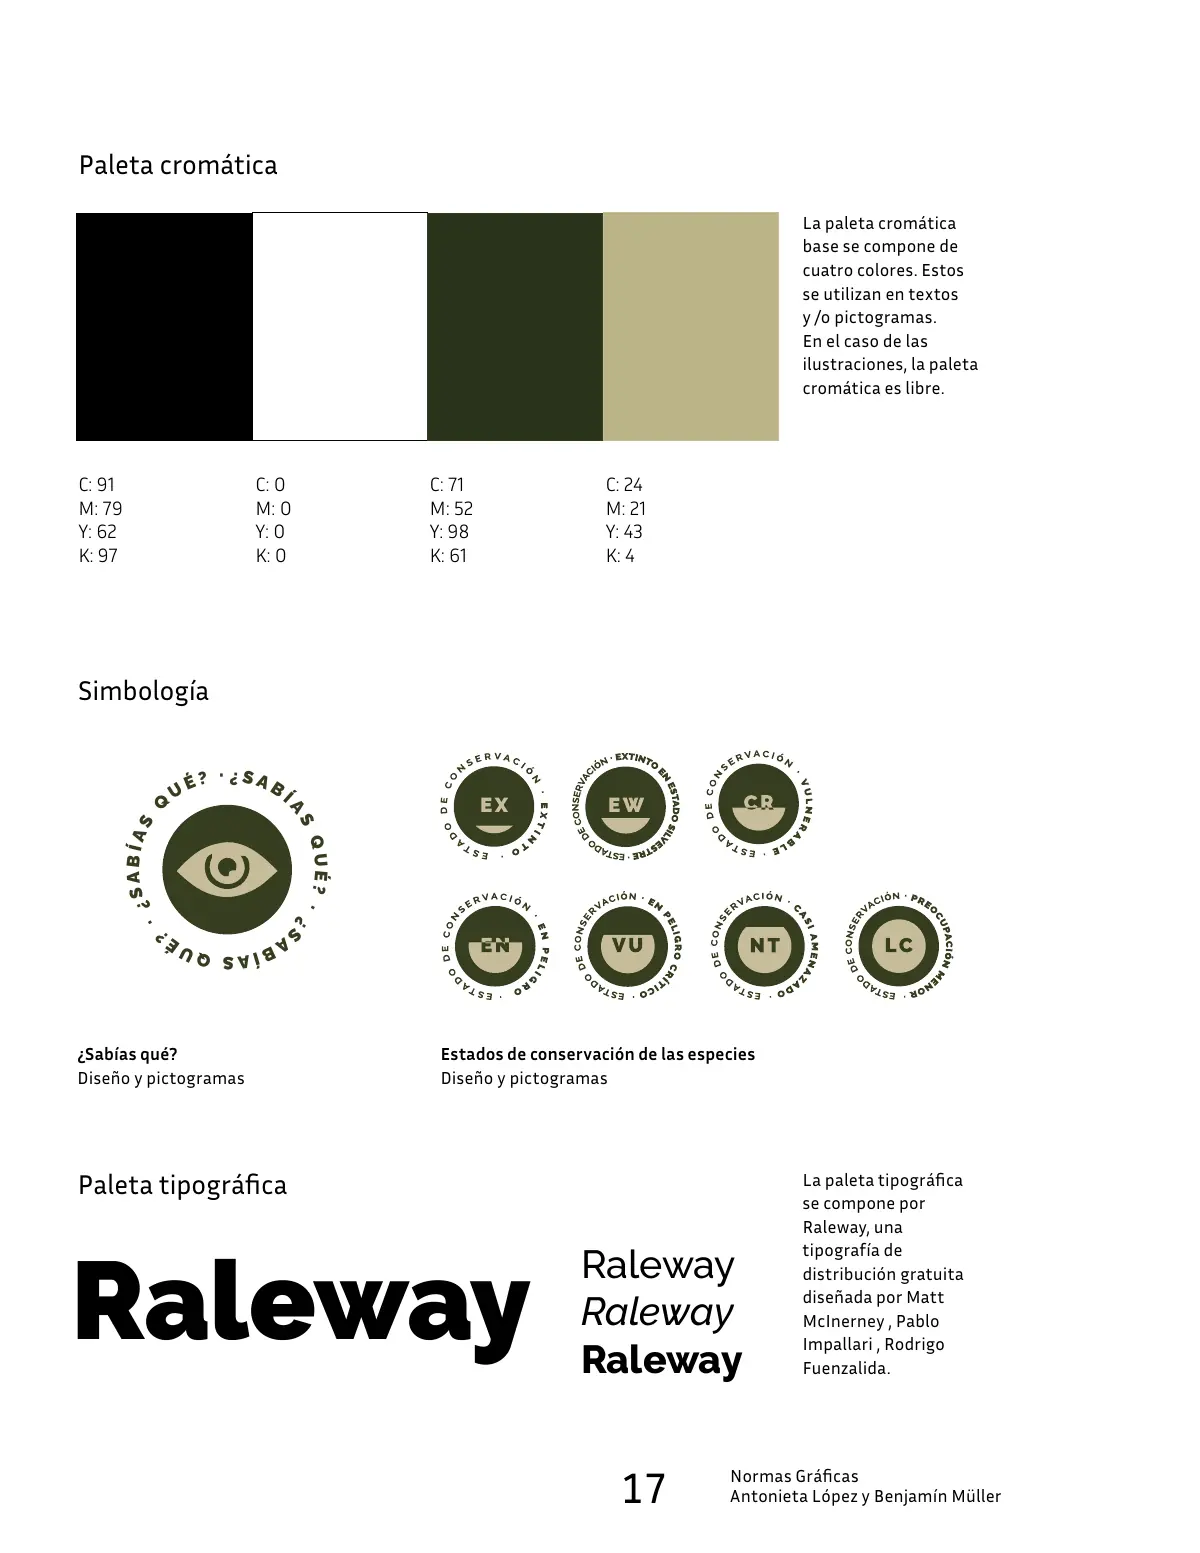 Paleta cromática
La paleta cromática
base se compone de
cuatro colores. Estos
se utilizan en textos
y /o pictogramas.
En el caso de las
ilustraciones, la paleta
cromática es libre.
C: 91
M: 79
Y: 62
K: 97
C: 0
M: 0
Y: 0
K: 0
C: 71
M: 52
Y: 98
K: 61
C: 24
M: 21
Y: 43
K: 4
Simbología
· ¿SABÍAS QUÉ? · ¿SABÍAS QUÉ? · ¿SABÍAS QUÉ?
ESTADO DE CONSERVACIÓN · EXTINTO ·
EX
ESTADO DE CONSERVACIÓN · EXTINTO EN ESTADO SILVESTRE ·
EW
ESTADO DE CONSERVACIÓN · VULNERABLE ·
CR
ESTADO DE CONSERVACIÓN · EN PELIGRO ·
EN
ESTADO DE CONSERVACIÓN · EN PELIGRO CRÍTICO ·
VU
ESTADO DE CONSERVACIÓN · CASI AMENAZADO ·
NT
ESTADO DE CONSERVACIÓN · PREOCUPACIÓN MENOR ·
LC
¿Sabías qué?
Diseño y pictogramas
Estados de conservación de las especies
Diseño y pictogramas
Paleta tipográfica
Raleway
Raleway
Raleway
Raleway
La paleta tipográfica
se compone por
Raleway, una
tipografía de
distribución gratuita
diseñada por Matt
McInerney , Pablo
Impallari , Rodrigo
Fuenzalida.
17
Normas Gráficas
Antonieta López y Benjamín Müller